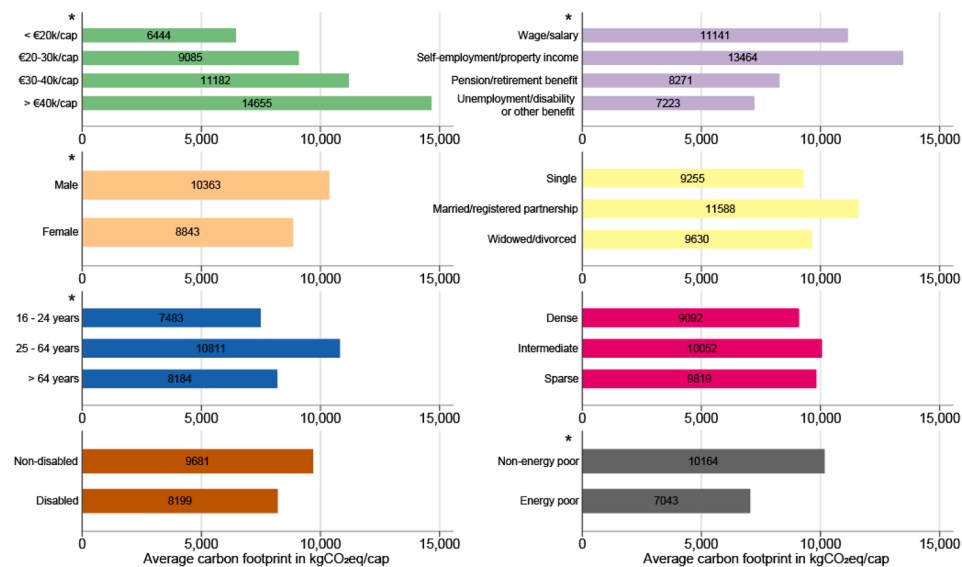 *
< €20k/cap 6444
€20-30k/cap 9085
€30-40k/cap 11182
> €40k/cap 14655
0 5,000 10,000 15,000
*
Wage/salary 11141
Self-employment/property income 13464
Pension/retirement benefit 8271
Unemployment/disability
or other benefit 7223
0 5,000 10,000 15,000
*
Male 10363
Female 8843
0 5,000 10,000 15,000
Single 9255
Married/registered partnership 11588
Widowed/divorced 9630
0 5,000 10,000 15,000
*
16 - 24 years 7483
25 - 64 years 10811
> 64 years 8184
0 5,000 10,000 15,000
Dense 9092
Intermediate 10052
Sparse 9819
0 5,000 10,000 15,000
Non-disabled 9681
Disabled 8199
0 5,000 10,000 15,000
Average carbon footprint in kgCO₂eq/cap
*
Non-energy poor 10164
Energy poor 7043
0 5,000 10,000 15,000
Average carbon footprint in kgCO₂eq/cap